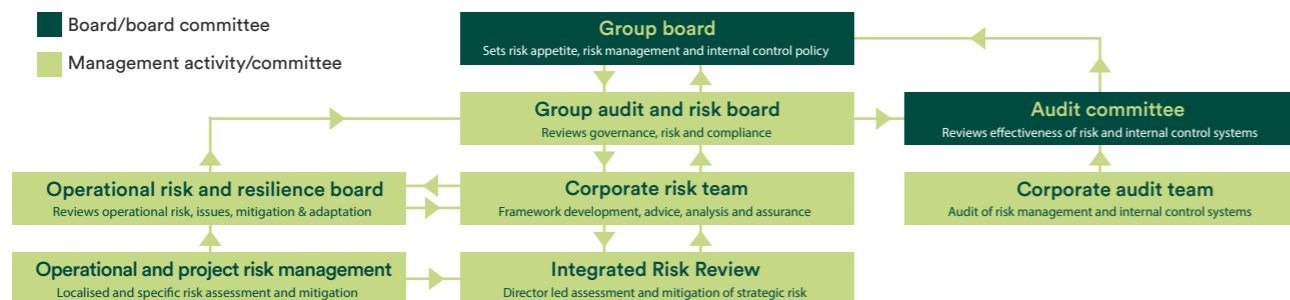 Board/board committee
Management activity/committee
Group board
Sets risk appetite, risk management and internal control policy
Group audit and risk board
Reviews governance, risk and compliance
Audit committee
Reviews effectiveness of risk and internal control systems
Operational risk and resilience board
Reviews operational risk, issues, mitigation & adaptation
Corporate risk team
Framework development, advice, analysis and assurance
Corporate audit team
Audit of risk management and internal control systems
Operational and project risk management
Localised and specific risk assessment and mitigation
Integrated Risk Review
Director led assessment and mitigation of strategic risk